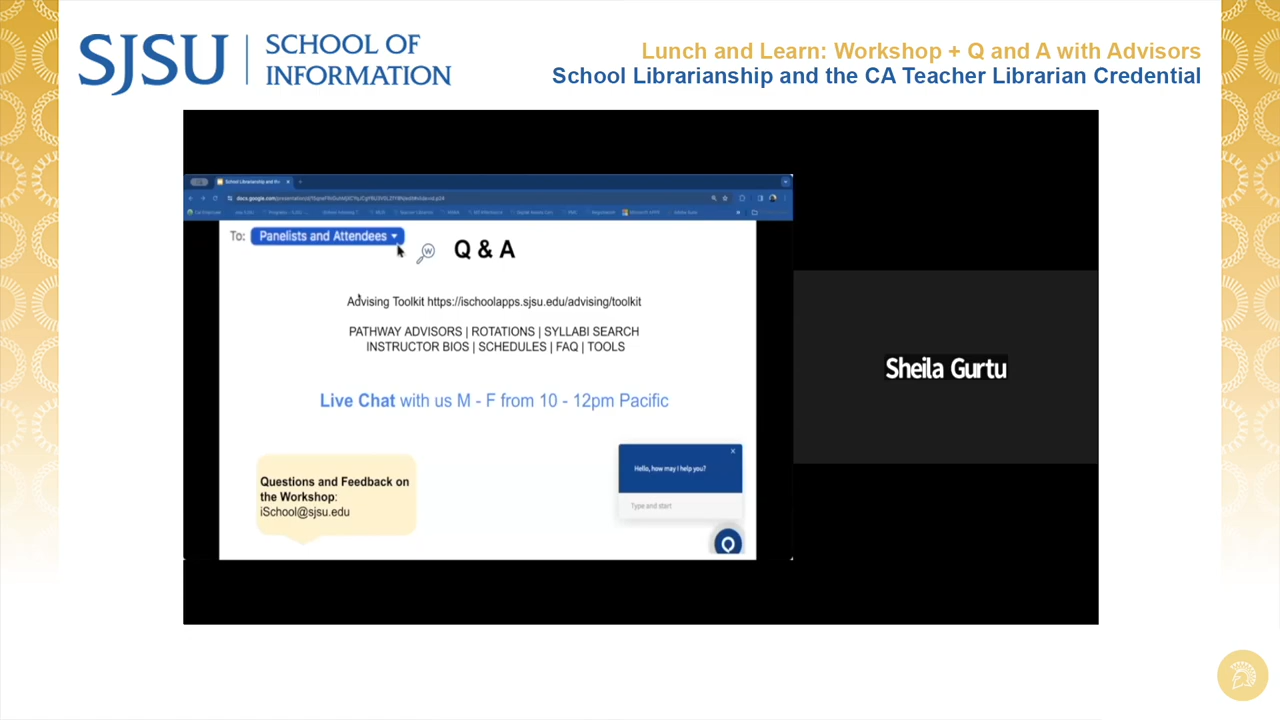 SJSU
SCHOOL OF
INFORMATION
Lunch and Learn: Workshop + Q and A with Advisors
School Librarianship and the CA Teacher Librarian Credential
To: Panelists and Attendees
W
Q & A
Advising Toolkit https://ischoolapps.sjsu.edu/advising/toolkit
PATHWAY ADVISORS | ROTATIONS | SYLLABI SEARCH
INSTRUCTOR BIOS | SCHEDULES | FAQ | TOOLS
Live Chat with us M - F from 10 - 12pm Pacific
Questions and Feedback on
the Workshop:
iSchool@sjsu.edu
Hello, how may I help you?
Type and start
Sheila Gurtu